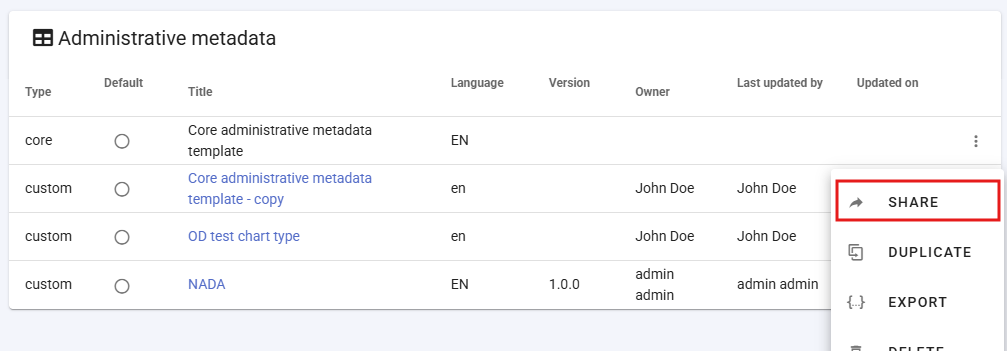 Administrative metadata
Type Default Title Language Version Owner Last updated by Updated on
core Core administrative metadata EN
template
custom Core administrative metadata en John Doe John Doe
template - copy
SHARE
custom OD test chart type en John Doe John Doe
DUPLICATE
custom NADA EN 1.0.0 admin admin admin
admin
{...} EXPORT
DELETE